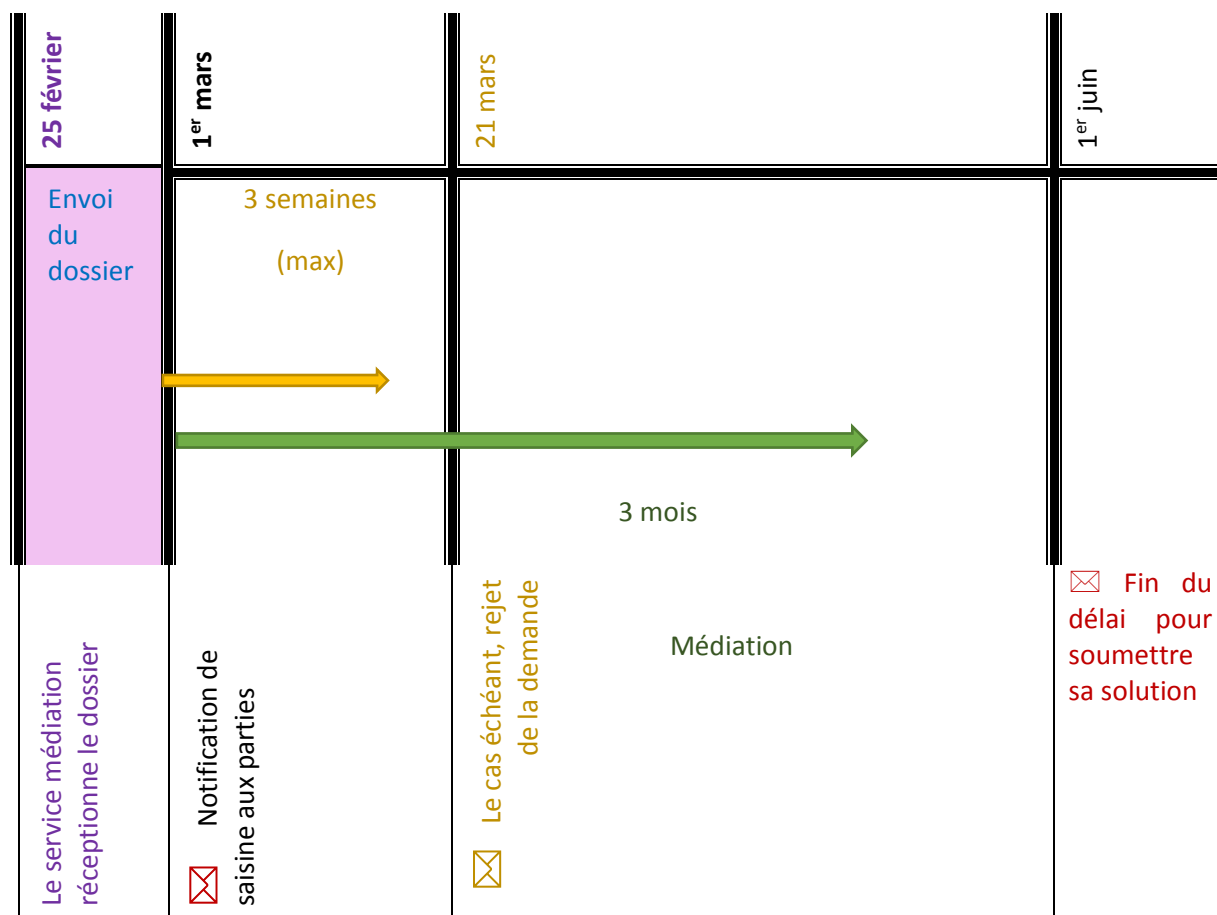 25 février
1er mars
21 mars
1er juin
Envoi
du
dossier
3 semaines
(max)
3 mois
Le service médiation
réceptionne le dossier
Notification de
saisine aux parties
Le cas échéant, rejet
de la demande
Médiation
Fin du
délai pour
soumettre
sa solution